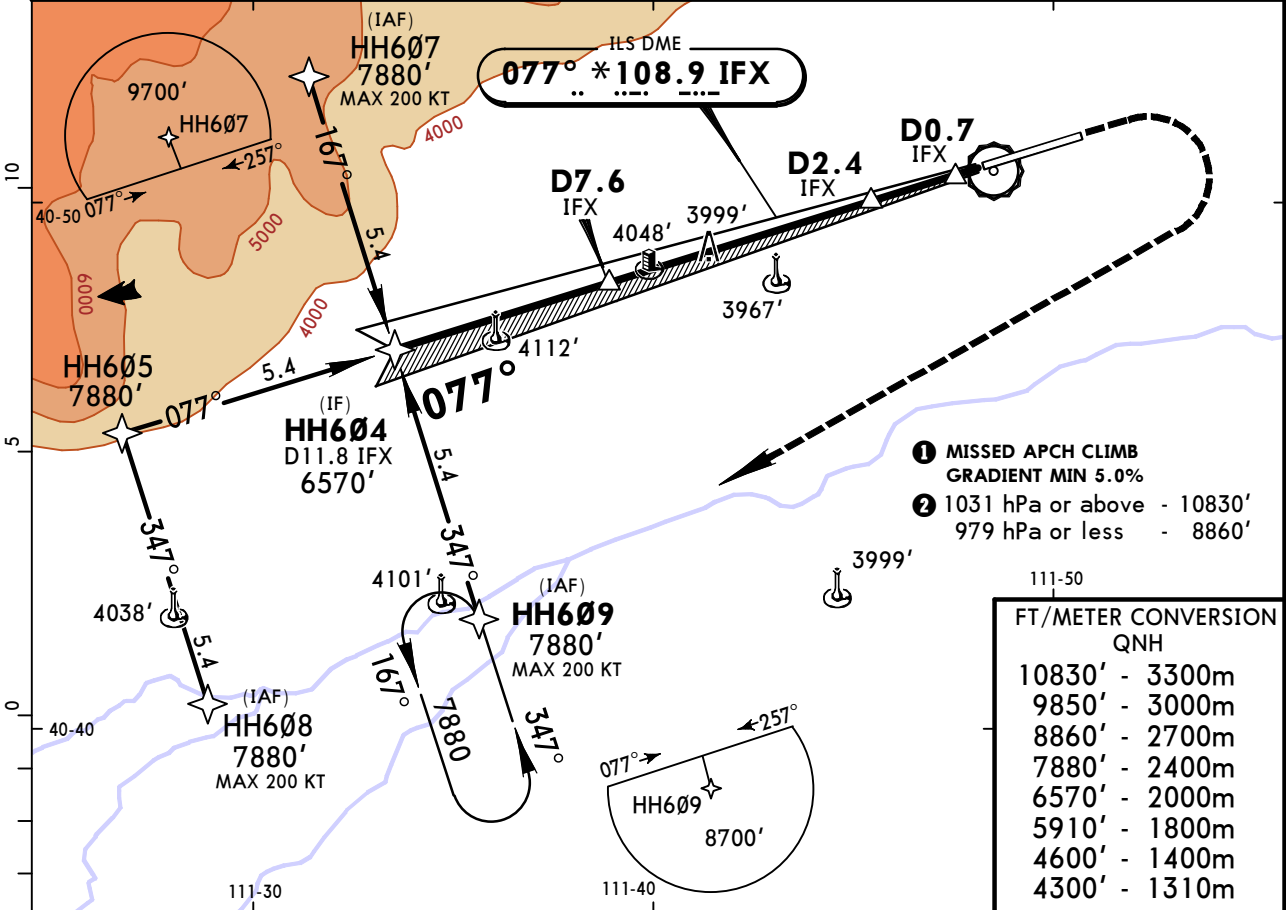 (IAF)
HH6Ø7
7880'
MAX 200 KT
ILS DME
077° *108.9 IFX
9700'
HH6Ø7
←257°
077°→
40-50
10
167°
5.4
4000
5000
6000
4000
D7.6
IFX
4048'
3999'
D2.4
IFX
D0.7
IFX
3967'
4112'
HH6Ø5
7880'
5.4
077°
077°
(IF)
HH6Ø4
D11.8 IFX
6570'
5
5.4
347°
347°
4038'
5.4
(IAF)
HH6Ø8
7880'
MAX 200 KT
4101'
(IAF)
HH6Ø9
7880'
MAX 200 KT
167°
7880
347°
1 MISSED APCH CLIMB
GRADIENT MIN 5.0%
2 1031 hPa or above - 10830'
979 hPa or less - 8860'
3999'
111-50
0
40-40
077°→
←257°
HH6Ø9
8700'
111-30
111-40
FT/METER CONVERSION
QNH
10830' - 3300m
9850' - 3000m
8860' - 2700m
7880' - 2400m
6570' - 2000m
5910' - 1800m
4600' - 1400m
4300' - 1310m